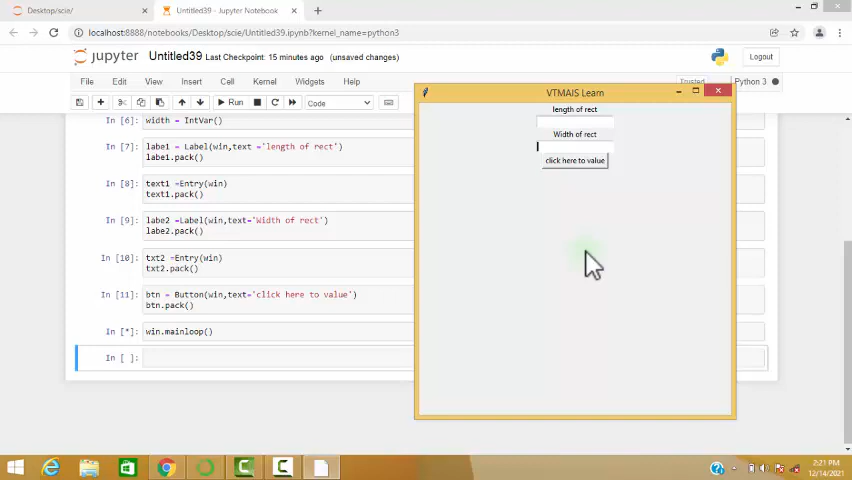 Desktop/scie/
Untitled39 - Jupyter Notebook
localhost:8888/notebooks/Desktop/scie/Untitled39.ipynb?kernel_name=python3
jupyter Untitled39 Last Checkpoint: 15 minutes ago (unsaved changes)
Logout
File Edit View Insert Cell Kernel Widgets Help
Trusted
Python 3
Run
Code
In [6]: width = IntVar()
In [7]: labe1 = Label(win,text ='length of rect')
labe1.pack()
In [8]: text1 =Entry(win)
text1.pack()
In [9]: labe2 =Label(win,text='Width of rect')
labe2.pack()
In [10]: txt2 =Entry(win)
txt2.pack()
In [11]: btn = Button(win,text='click here to value')
btn.pack()
In [*]: win.mainloop()
In [ ]:
VTMAIS Learn
length of rect
Width of rect
click here to value
2:21 PM
12/14/2021